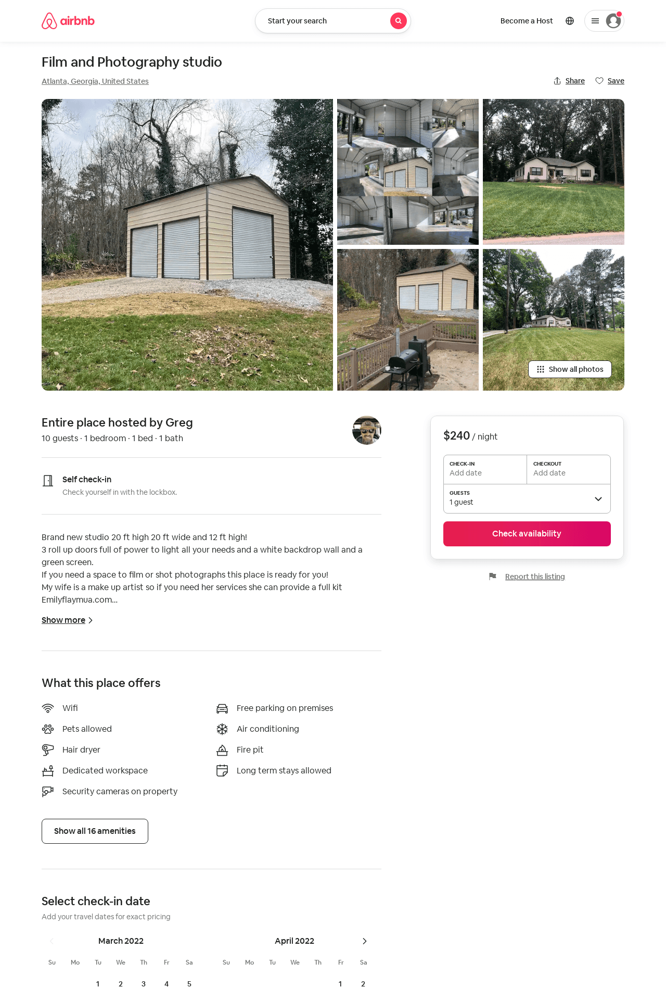 airbnb
Start your search
Become a Host
Film and Photography studio
Atlanta, Georgia, United States
Share
Save
Show all photos
Entire place hosted by Greg
10 guests · 1 bedroom · 1 bed · 1 bath
$240 / night
CHECK-IN
Add date
CHECKOUT
Add date
GUESTS
1 guest
Check availability
Report this listing
Self check-in
Check yourself in with the lockbox.
Brand new studio 20 ft high 20 ft wide and 12 ft high!
3 roll up doors full of power to light all your needs and a white backdrop wall and a
green screen.
If you need a space to film or shot photographs this place is ready for you!
My wife is a make up artist so if you need her services she can provide a full kit
Emilyflaymua.com...
Show more
What this place offers
Wifi
Free parking on premises
Pets allowed
Air conditioning
Hair dryer
Fire pit
Dedicated workspace
Long term stays allowed
Security cameras on property
Show all 16 amenities
Select check-in date
Add your travel dates for exact pricing
March 2022
April 2022
Su Mo Tu We Th Fr Sa
Su Mo Tu We Th Fr Sa
1 2 3 4 5
1 2